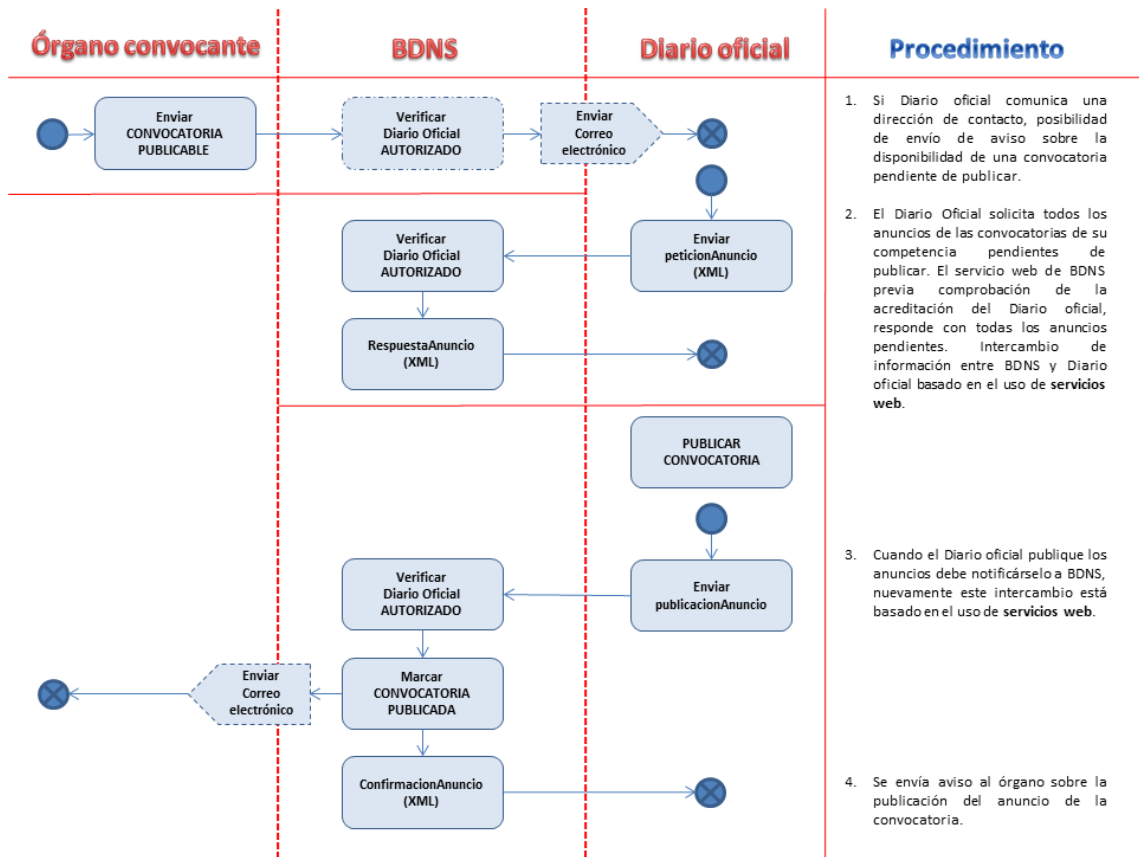 Órgano convocante
BDNS
Diario oficial
Procedimiento
Enviar
CONVOCATORIA
PUBLICABLE
Verificar
Diario Oficial
AUTORIZADO
Enviar
Correo
electrónico
1. Si Diario oficial comunica una
dirección de contacto, posibilidad
de envío de aviso sobre la
disponibilidad de una convocatoria
pendiente de publicar.
Verificar
Diario Oficial
AUTORIZADO
Enviar
peticionAnuncio
(XML)
RespuestaAnuncio
(XML)
2. El Diario Oficial solicita todos los
anuncios de las convocatorias de su
competencia pendientes de
publicar. El servicio web de BDNS
previa comprobación de la
acreditación del Diario oficial,
responde con todas los anuncios
pendientes. Intercambio de
información entre BDNS y Diario
oficial basado en el uso de servicios
web.
PUBLICAR
CONVOCATORIA
Verificar
Diario Oficial
AUTORIZADO
Enviar
publicacionAnuncio
3. Cuando el Diario oficial publique los
anuncios debe notificárselo a BDNS,
nuevamente este intercambio está
basado en el uso de servicios web.
Enviar
Correo
electrónico
Marcar
CONVOCATORIA
PUBLICADA
ConfirmacionAnuncio
(XML)
4. Se envía aviso al órgano sobre la
publicación del anuncio de la
convocatoria.